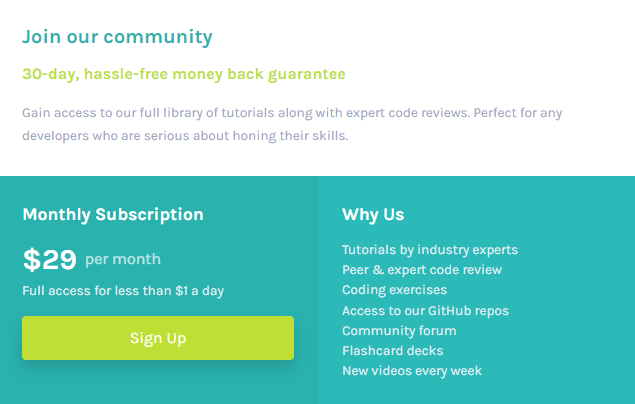 Join our community
30-day, hassle-free money back guarantee
Gain access to our full library of tutorials along with expert code reviews. Perfect for any
developers who are serious about honing their skills.
Monthly Subscription
$29 per month
Full access for less than $1 a day
Sign Up
Why Us
Tutorials by industry experts
Peer & expert code review
Coding exercises
Access to our GitHub repos
Community forum
Flashcard decks
New videos every week